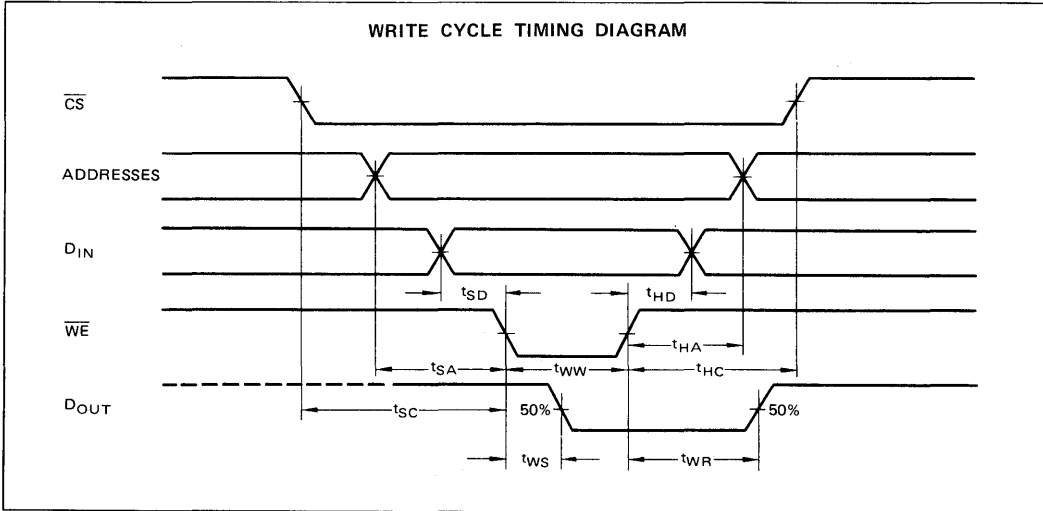 WRITE CYCLE TIMING DIAGRAM
CS
ADDRESSES
DIN
tSD
tHD
WE
tHA
tSA
tWW
tHC
DOUT
tSC
50%
50%
tWS
tWR